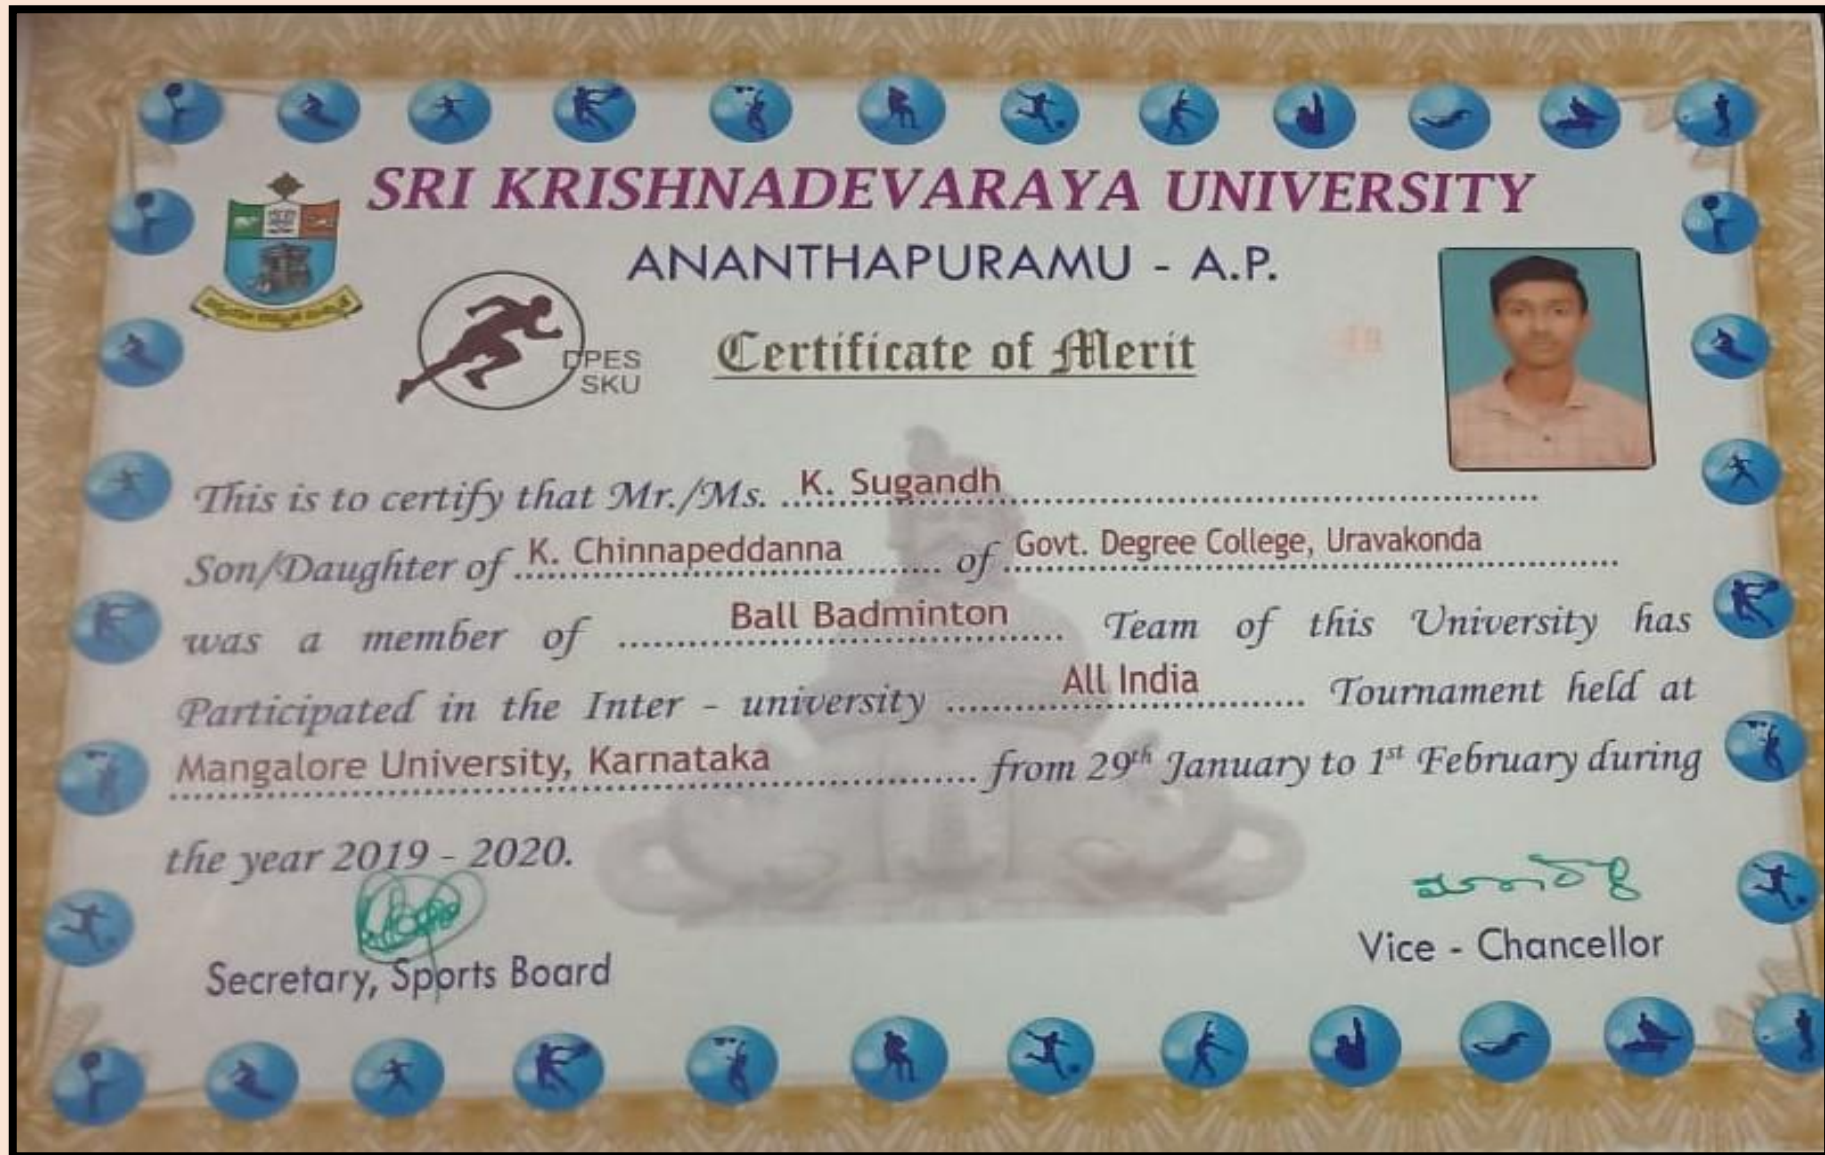 SRI KRISHNADEVARAYA UNIVERSITY
ANANTHAPURAMU - A.P.
DPES
SKU
Certificate of Merit
This is to certify that Mr./Ms. K. Sugandh
Son/Daughter of K. Chinnapeddanna of Govt. Degree College, Uravakonda
was a member of Ball Badminton Team of this University has
Participated in the Inter - university All India Tournament held at
Mangalore University, Karnataka from 29th January to 1st February during
the year 2019 - 2020.
Secretary, Sports Board
Vice - Chancellor